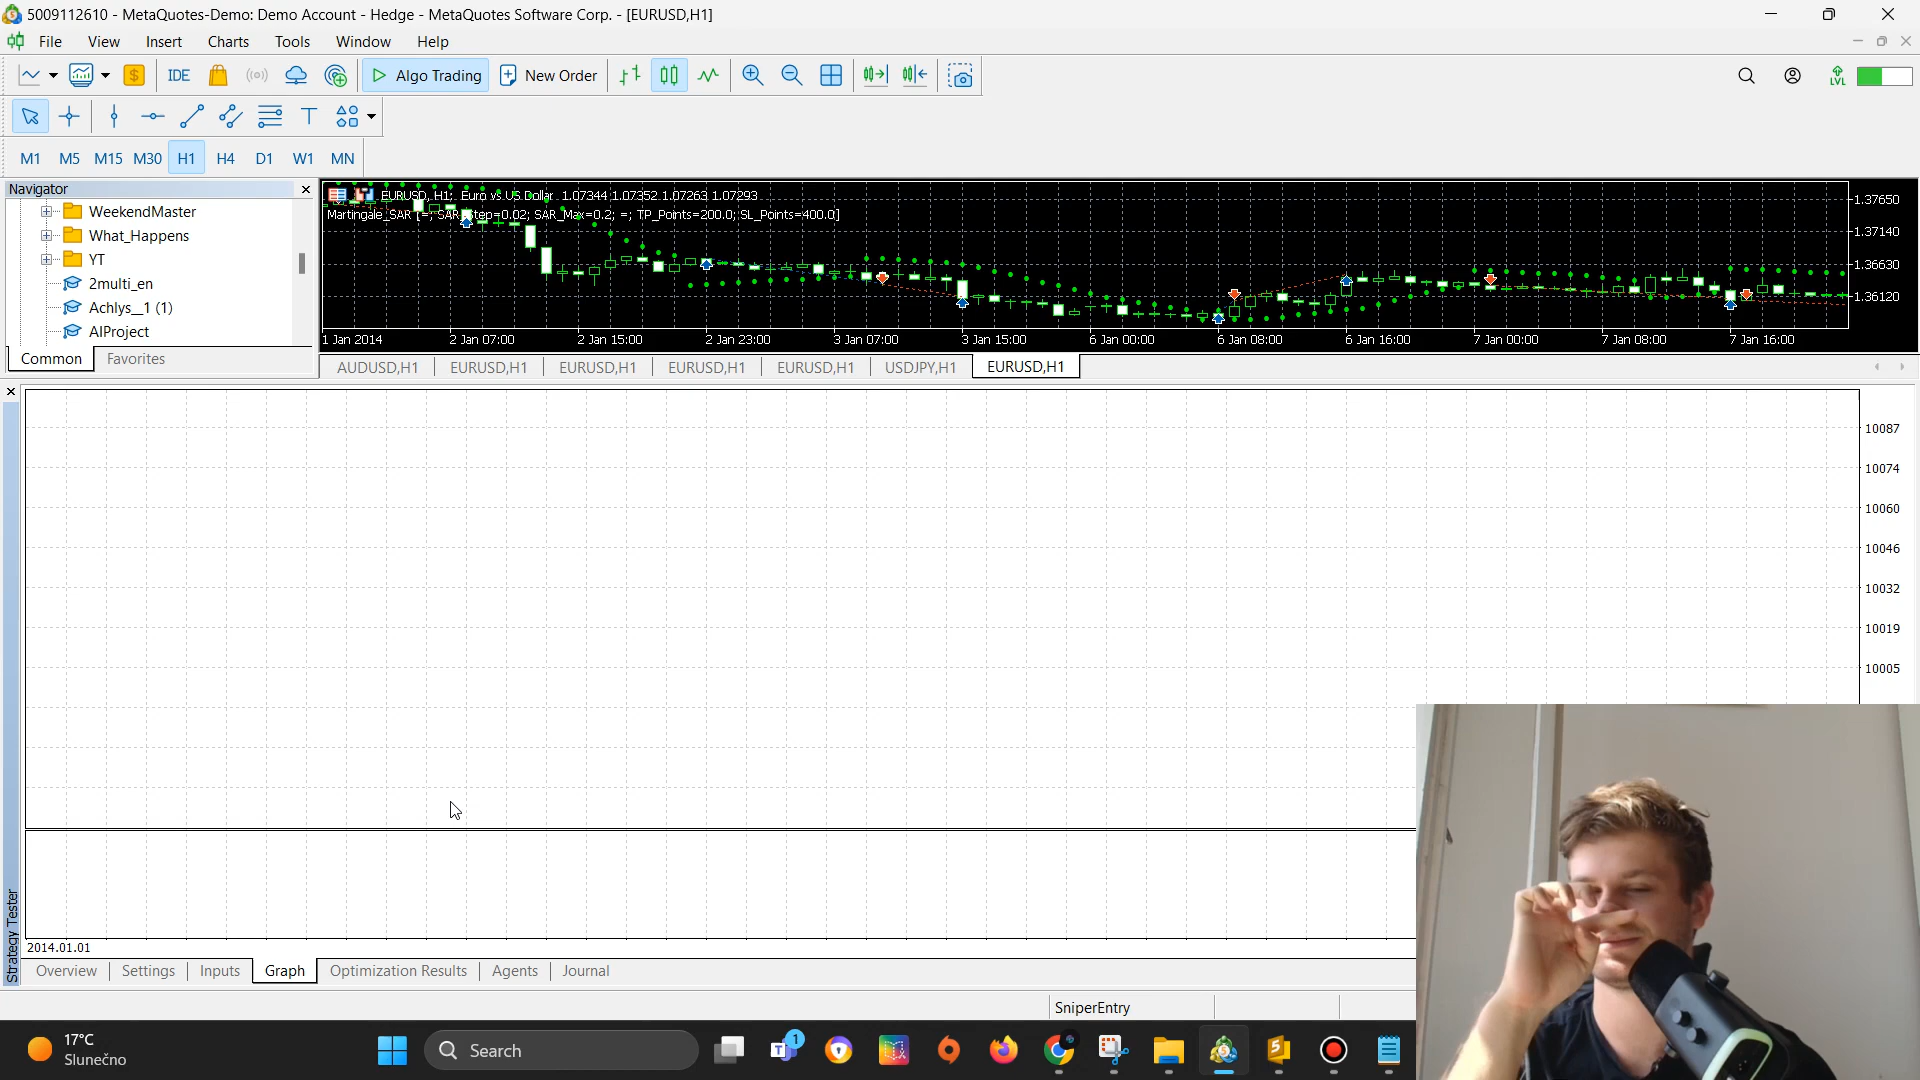 5009112610 - MetaQuotes-Demo: Demo Account - Hedge - MetaQuotes Software Corp. - [EURUSD,H1]
File View Insert Charts Tools Window Help
IDE Algo Trading New Order LVL
M1 M5 M15 M30 H1 H4 D1 W1 MN
Navigator
WeekendMaster
What_Happens
YT
2multi_en
Achlys__1 (1)
AIProject
Common Favorites
EURUSD, H1: Euro vs US Dollar 1.07344 1.07352 1.07263 1.07293
Martingale_SAR [=; SAR_Step=0.02; SAR_Max=0.2; =; TP_Points=200.0; SL_Points=400.0]
1.37650
1.37140
1.36630
1.36120
1 Jan 2014 2 Jan 07:00 2 Jan 15:00 2 Jan 23:00 3 Jan 07:00 3 Jan 15:00 6 Jan 00:00 6 Jan 08:00 6 Jan 16:00 7 Jan 00:00 7 Jan 08:00 7 Jan 16:00
AUDUSD,H1 EURUSD,H1 EURUSD,H1 EURUSD,H1 EURUSD,H1 USDJPY,H1 EURUSD,H1
10087
10074
10060
10046
10032
10019
10005
Strategy Tester
2014.01.01
Overview Settings Inputs Graph Optimization Results Agents Journal
SniperEntry
17°C
Slunečno
Search
1